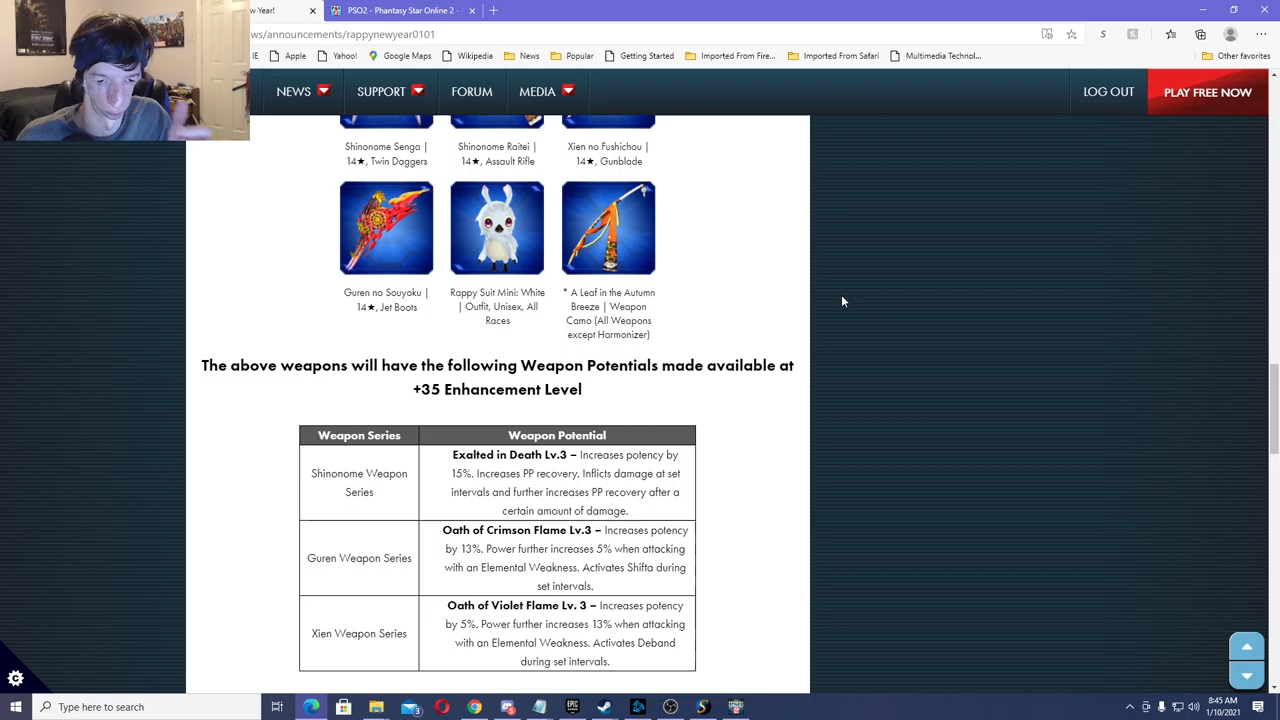 w Year!
PSO2 -
ws/announcements/rappynewyear0101
IE Apple Yahoo! Google Maps Wikipedia News Popular Getting Started Imported From Fire... Imported From Safari Multimedia Technol... Other favorites
NEWS SUPPORT FORUM MEDIA LOG OUT PLAY FREE NOW
Shinonome Senga |
14★, Twin Daggers
Shinonome Raitei |
14★, Assault Rifle
Xien no Fushichou |
14★, Gunblade
Guren no Souyoku |
14★, Jet Boots
Rappy Suit Mini: White
| Outfit, Unisex, All
Races
* A Leaf in the Autumn
Breeze | Weapon
Camo (All Weapons
except Harmonizer)
The above weapons will have the following Weapon Potentials made available at
+35 Enhancement Level
Weapon Series Weapon Potential
Shinonome Weapon
Series
Exalted in Death Lv.3 – Increases potency by
15%. Increases PP recovery. Inflicts damage at set
intervals and further increases PP recovery after a
certain amount of damage.
Guren Weapon Series
Oath of Crimson Flame Lv.3 – Increases potency
by 13%. Power further increases 5% when attacking
with an Elemental Weakness. Activates Shifta during
set intervals.
Xien Weapon Series
Oath of Violet Flame Lv. 3 – Increases potency
by 5%. Power further increases 13% when attacking
with an Elemental Weakness. Activates Deband
during set intervals.
Type here to search
8:45 AM
1/10/2021